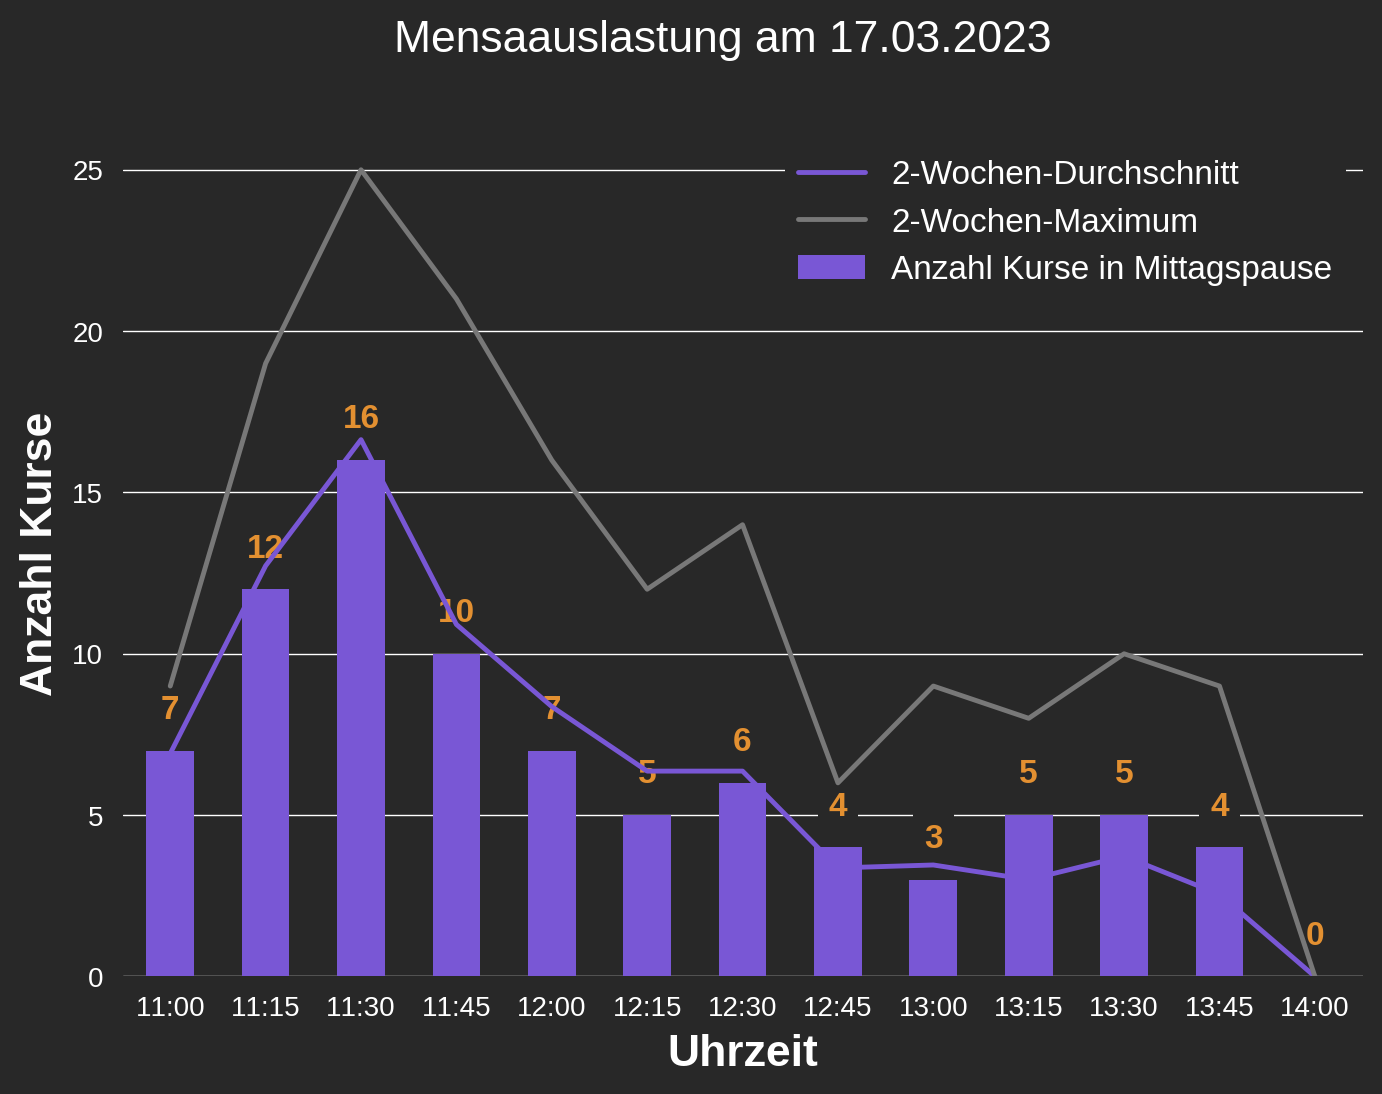 Mensaauslastung am 17.03.2023
2-Wochen-Durchschnitt
2-Wochen-Maximum
Anzahl Kurse in Mittagspause
Anzahl Kurse
25
20
15
10
5
0
7
12
16
10
7
5
6
4
3
5
5
4
0
11:00 11:15 11:30 11:45 12:00 12:15 12:30 12:45 13:00 13:15 13:30 13:45 14:00
Uhrzeit